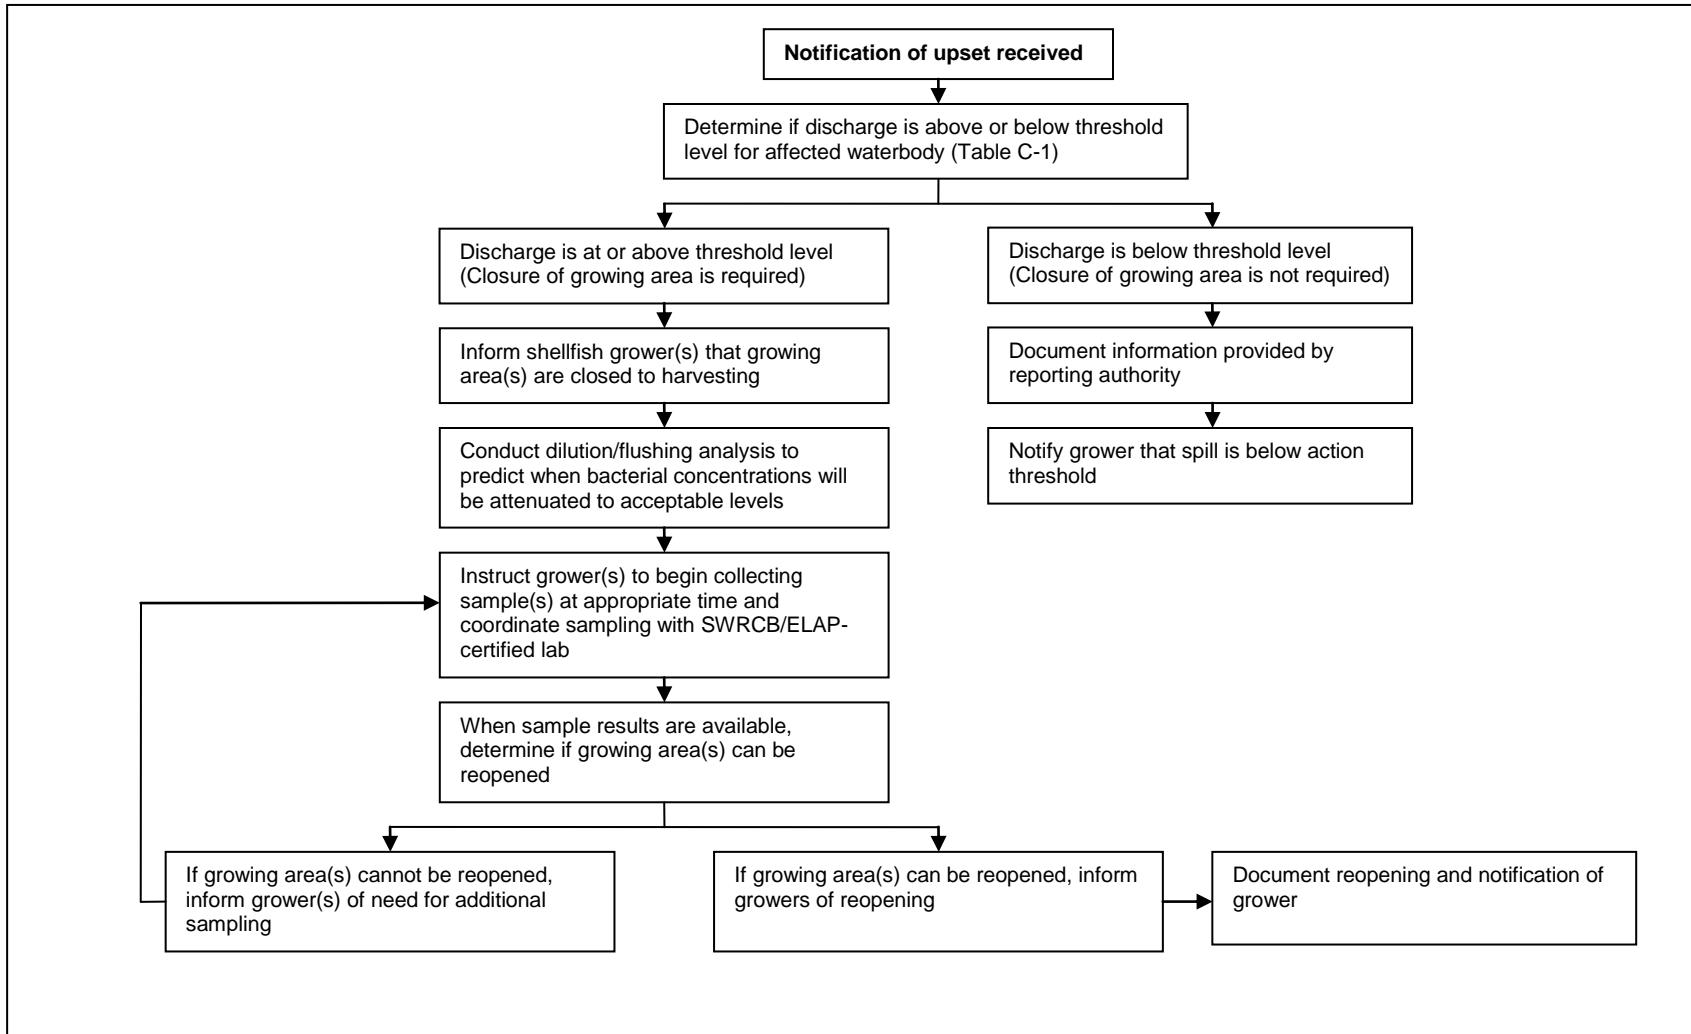 Notification of upset received
Determine if discharge is above or below threshold
level for affected waterbody (Table C-1)
Discharge is at or above threshold level
(Closure of growing area is required)
Discharge is below threshold level
(Closure of growing area is not required)
Inform shellfish grower(s) that growing
area(s) are closed to harvesting
Document information provided by
reporting authority
Conduct dilution/flushing analysis to
predict when bacterial concentrations will
be attenuated to acceptable levels
Notify grower that spill is below action
threshold
Instruct grower(s) to begin collecting
sample(s) at appropriate time and
coordinate sampling with SWRCB/ELAP-
certified lab
When sample results are available,
determine if growing area(s) can be
reopened
If growing area(s) cannot be reopened,
inform grower(s) of need for additional
sampling
If growing area(s) can be reopened, inform
growers of reopening
Document reopening and notification of
grower